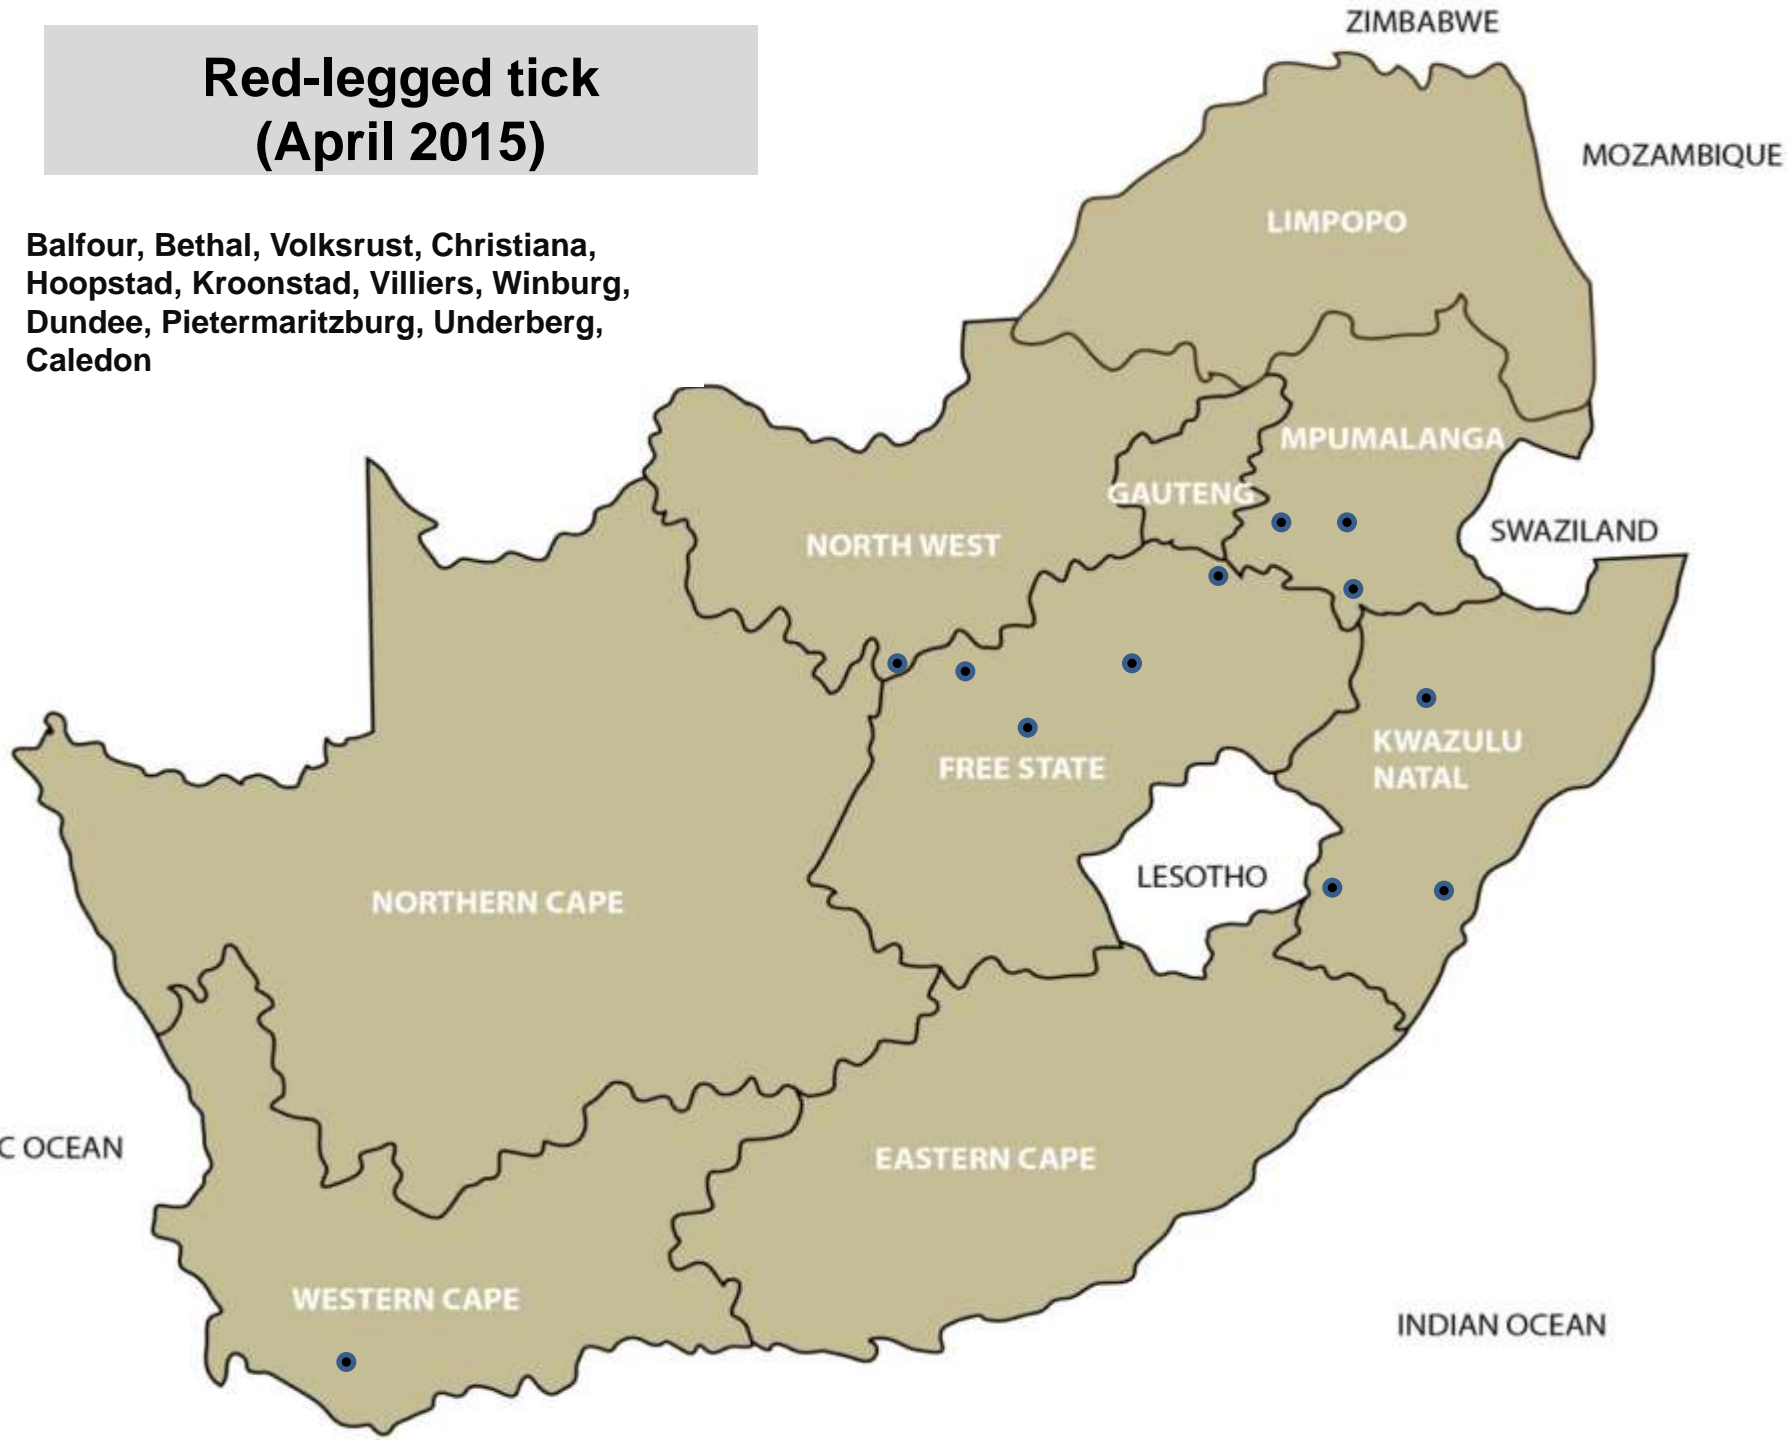 Red-legged tick
(April 2015)
Balfour, Bethal, Volksrust, Christiana,
Hoopstad, Kroonstad, Villiers, Winburg,
Dundee, Pietermaritzburg, Underberg,
Caledon
ZIMBABWE
MOZAMBIQUE
LIMPOPO
MPUMALANGA
GAUTENG
SWAZILAND
NORTH WEST
KWAZULU
NATAL
FREE STATE
LESOTHO
NORTHERN CAPE
C OCEAN
EASTERN CAPE
WESTERN CAPE
INDIAN OCEAN